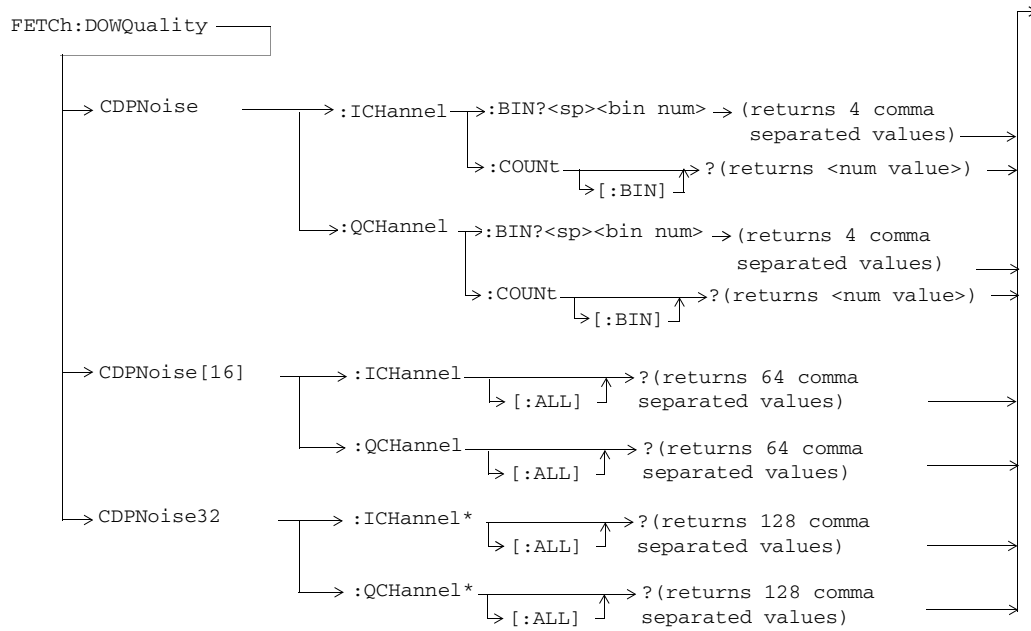 FETCh:DOWQuality
CDPNoise :ICHannel :BIN?<sp><bin num> (returns 4 comma
separated values)
:COUNt ?(returns <num value>)
[:BIN]
:QCHannel :BIN?<sp><bin num> (returns 4 comma
separated values)
:COUNt ?(returns <num value>)
[:BIN]
CDPNoise[16] :ICHannel ?(returns 64 comma
[:ALL] separated values)
:QCHannel ?(returns 64 comma
[:ALL] separated values)
CDPNoise32 :ICHannel* ?(returns 128 comma
[:ALL] separated values)
:QCHannel* ?(returns 128 comma
[:ALL] separated values)